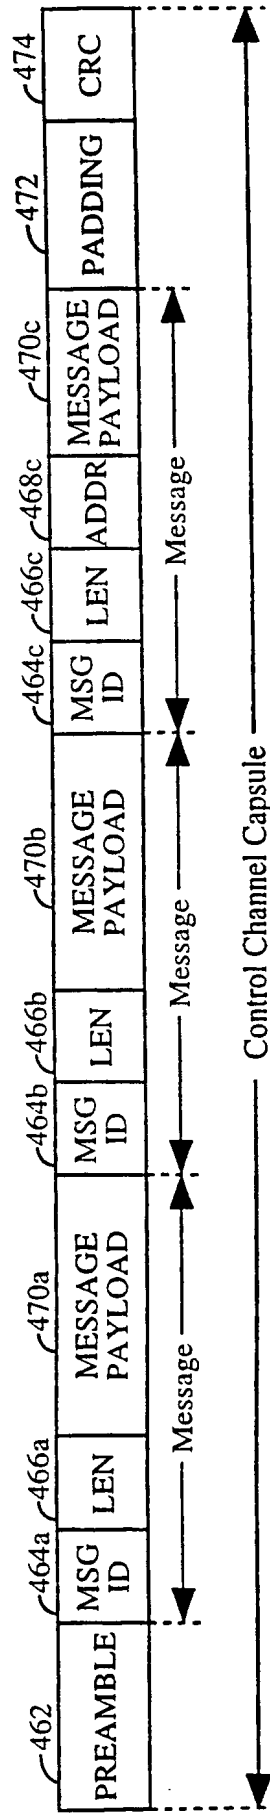 462 464a 466a 470a 464b 466b 470b 464c 466c 468c 470c 472 474
PREAMBLE MSG ID LEN MESSAGE PAYLOAD MSG ID LEN MESSAGE PAYLOAD MSG ID LEN ADDR MESSAGE PAYLOAD PADDING CRC
Message Message Message
Control Channel Capsule